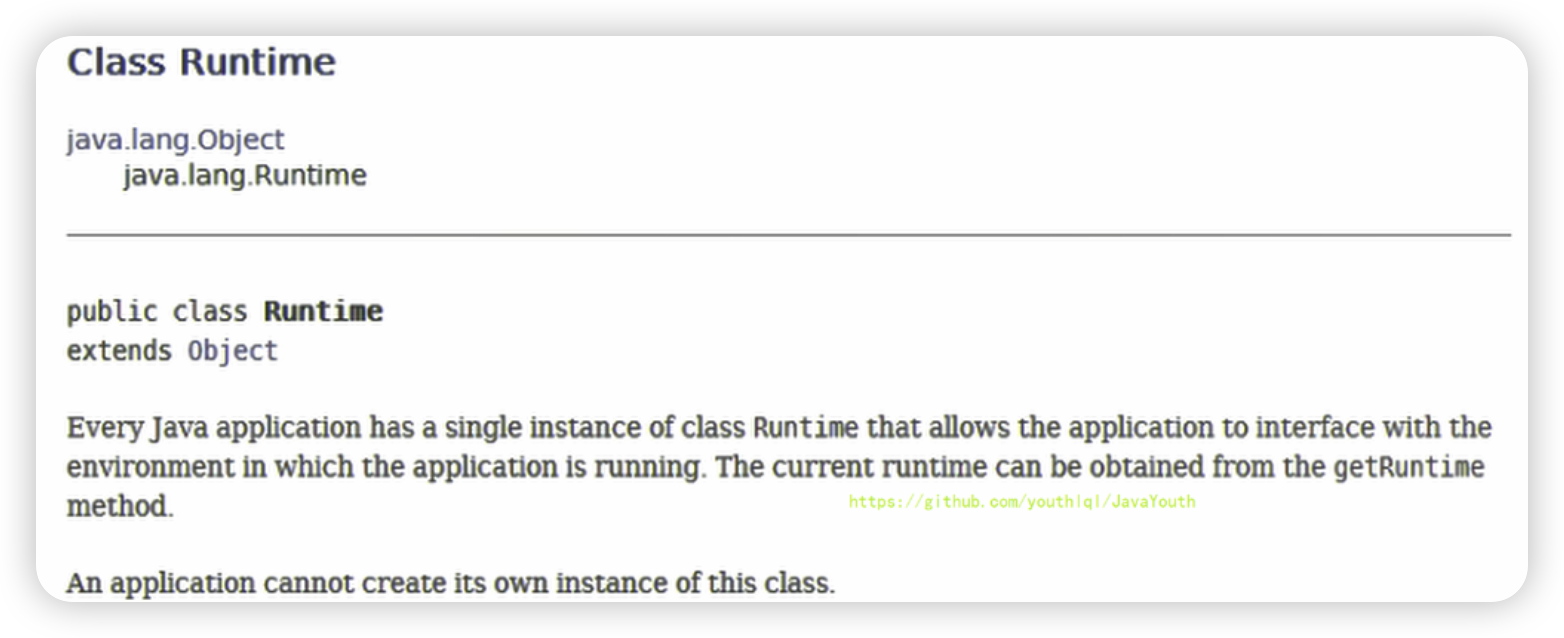 Class Runtime
java.lang.Object
java.lang.Runtime
public class Runtime
extends Object
Every Java application has a single instance of class Runtime that allows the application to interface with the
environment in which the application is running. The current runtime can be obtained from the getRuntime
method.
https://github.com/youthlql/JavaYouth
An application cannot create its own instance of this class.